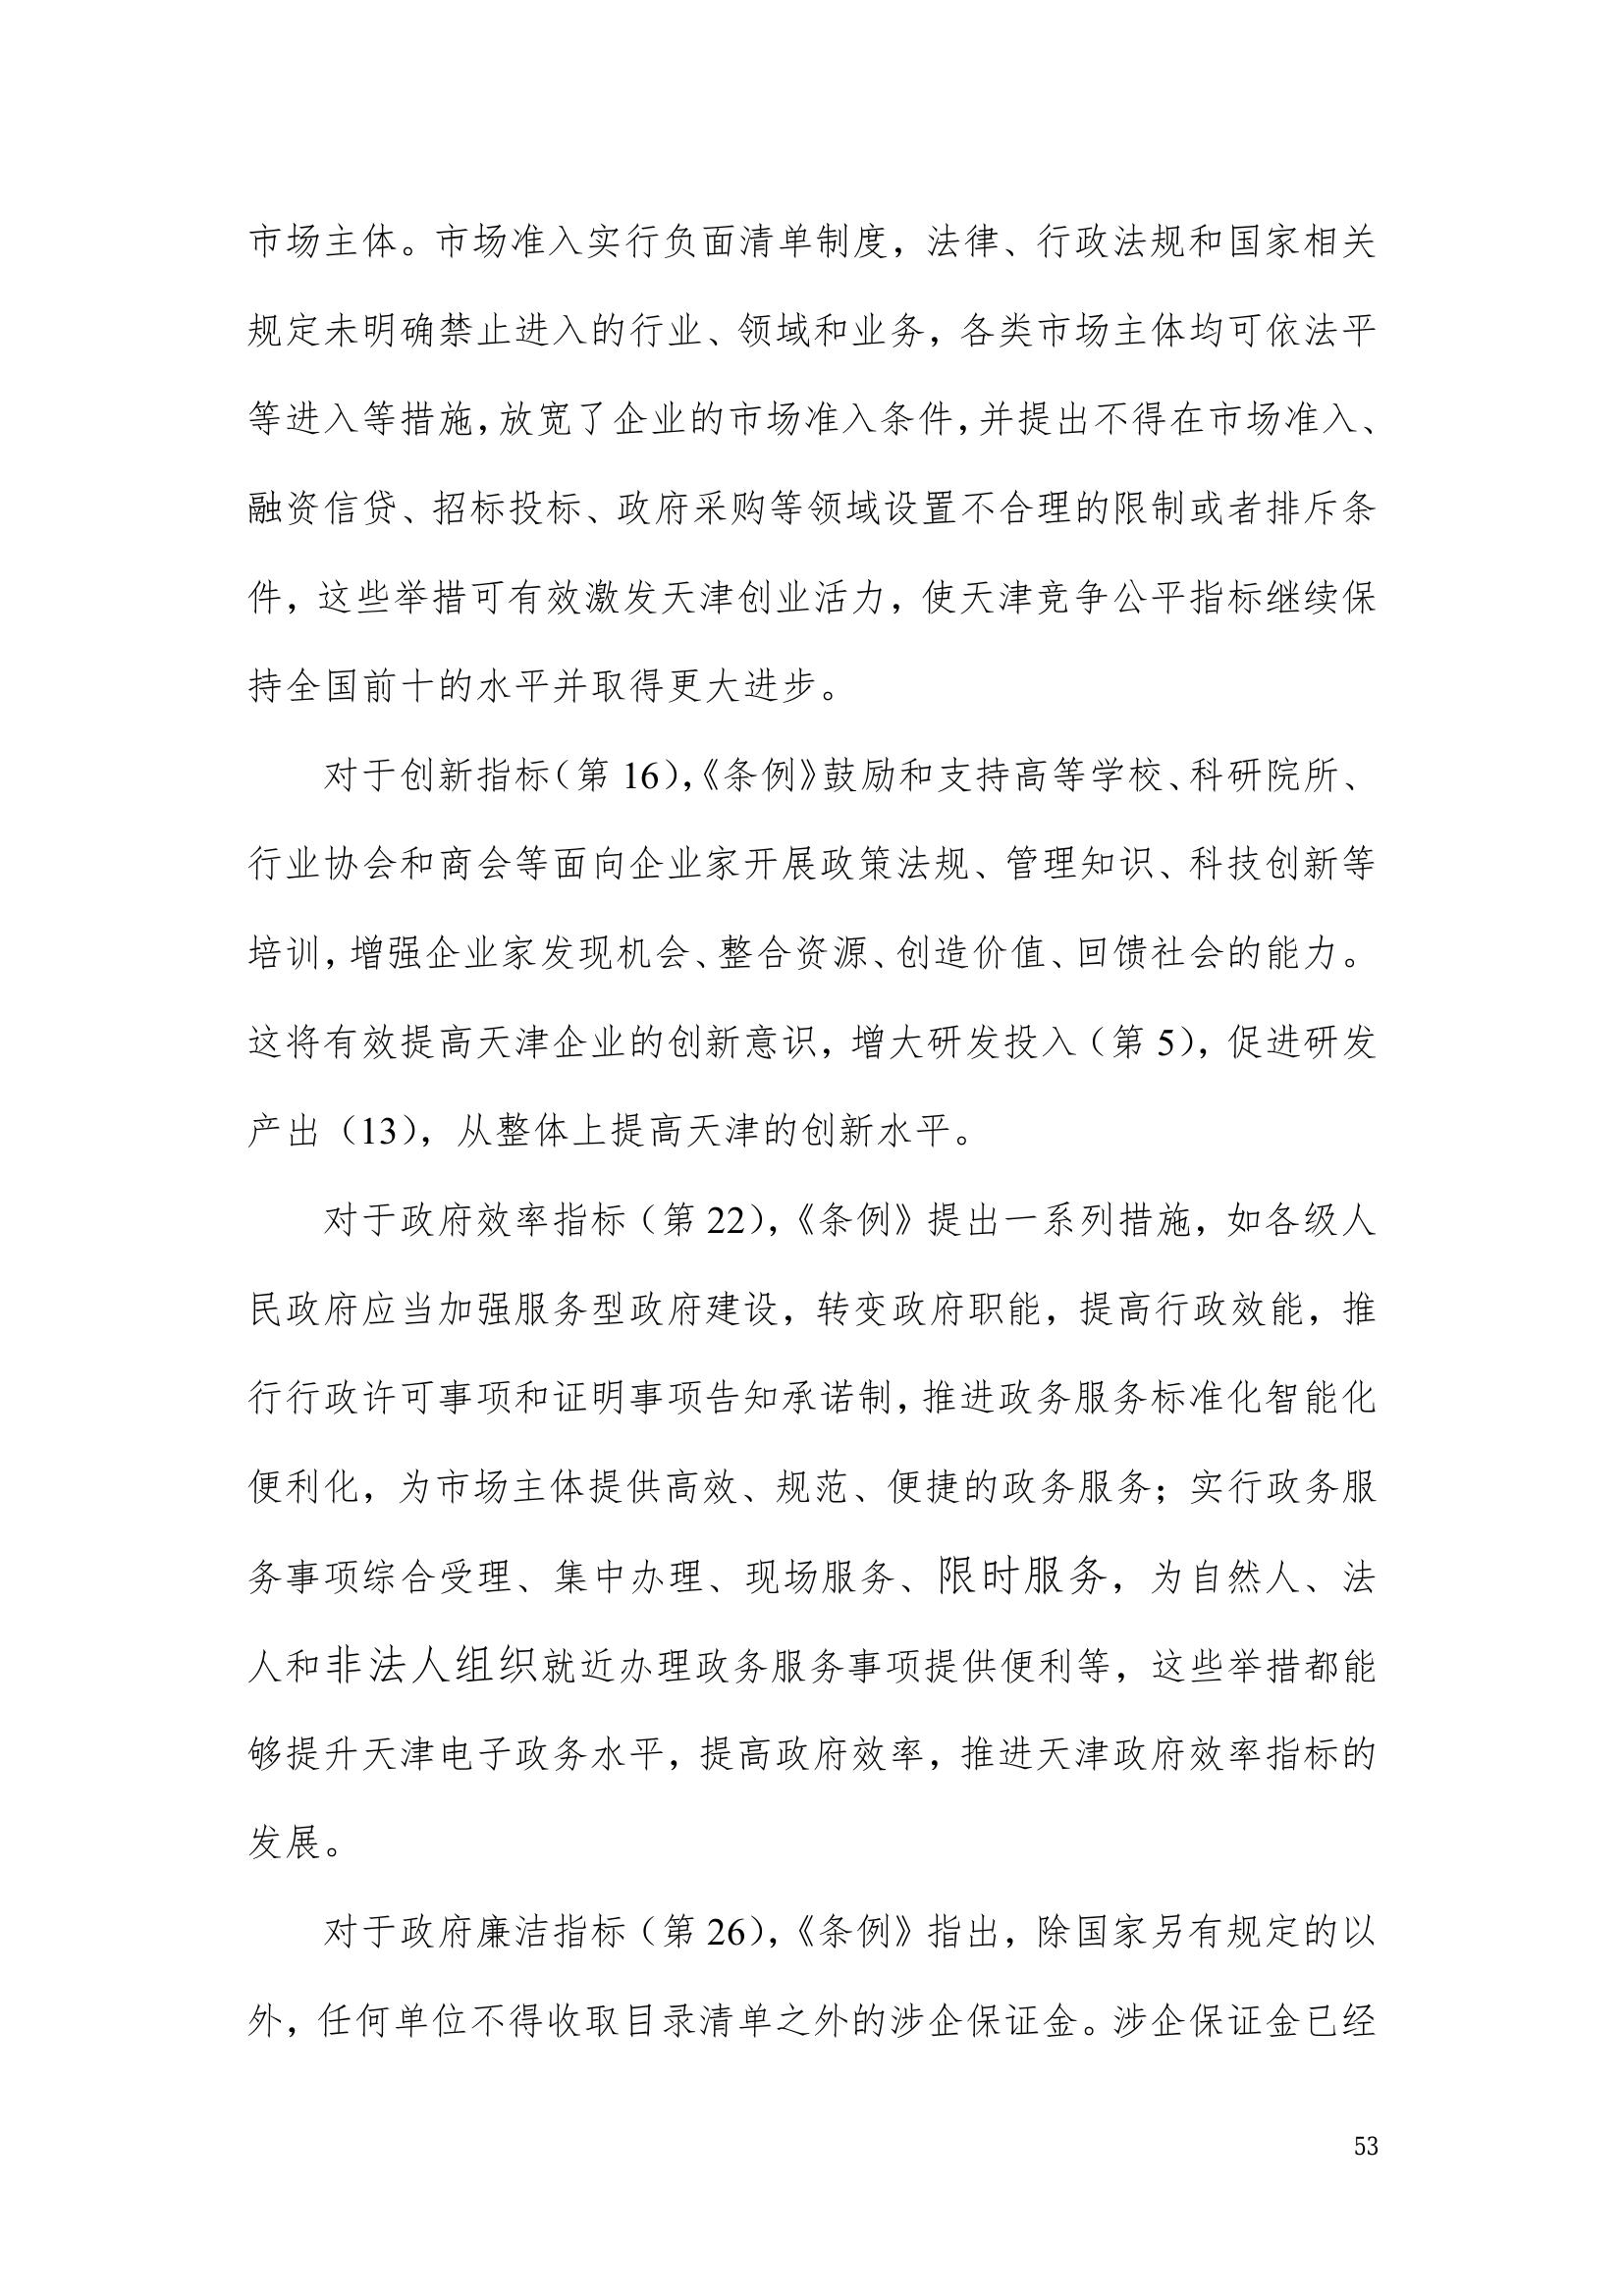 市场主体。市场准入实行负面清单制度，法律、行政法规和国家相关
规定未明确禁止进入的行业、领域和业务，各类市场主体均可依法平
等进入等措施，放宽了企业的市场准入条件，并提出不得在市场准入、
融资信贷、招标投标、政府采购等领域设置不合理的限制或者排斥条
件，这些举措可有效激发天津创业活力，使天津竞争公平指标继续保
持全国前十的水平并取得更大进步。
对于创新指标（第 16），《条例》鼓励和支持高等学校、科研院所、
行业协会和商会等面向企业家开展政策法规、管理知识、科技创新等
培训，增强企业家发现机会、整合资源、创造价值、回馈社会的能力。
这将有效提高天津企业的创新意识，增大研发投入（第 5），促进研发
产出（13），从整体上提高天津的创新水平。
对于政府效率指标（第 22），《条例》提出一系列措施，如各级人
民政府应当加强服务型政府建设，转变政府职能，提高行政效能，推
行行政许可事项和证明事项告知承诺制，推进政务服务标准化智能化
便利化，为市场主体提供高效、规范、便捷的政务服务；实行政务服
务事项综合受理、集中办理、现场服务、限时服务，为自然人、法
人和非法人组织就近办理政务服务事项提供便利等，这些举措都能
够提升天津电子政务水平，提高政府效率，推进天津政府效率指标的
发展。
对于政府廉洁指标（第 26），《条例》指出，除国家另有规定的以
外，任何单位不得收取目录清单之外的涉企保证金。涉企保证金已经
53